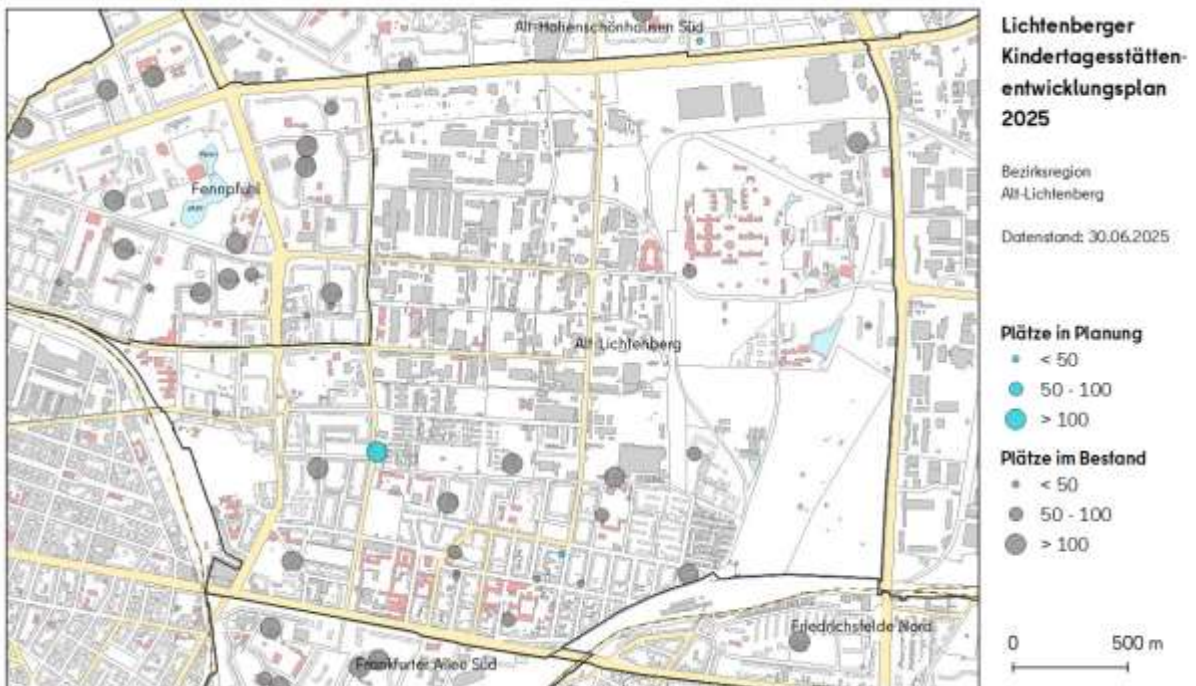 Alt-Hohenschönhausen Süd
Fennpfuhl
Alt-Lichtenberg
Friedrichsfelde Nord
Frankfurter Allee Süd
Lichtenberger
Kindertagesstätten-
entwicklungsplan
2025
Bezirksregion
Alt-Lichtenberg
Datenstand: 30.06.2025
Plätze in Planung
< 50
50 - 100
> 100
Plätze im Bestand
< 50
50 - 100
> 100
0 500 m